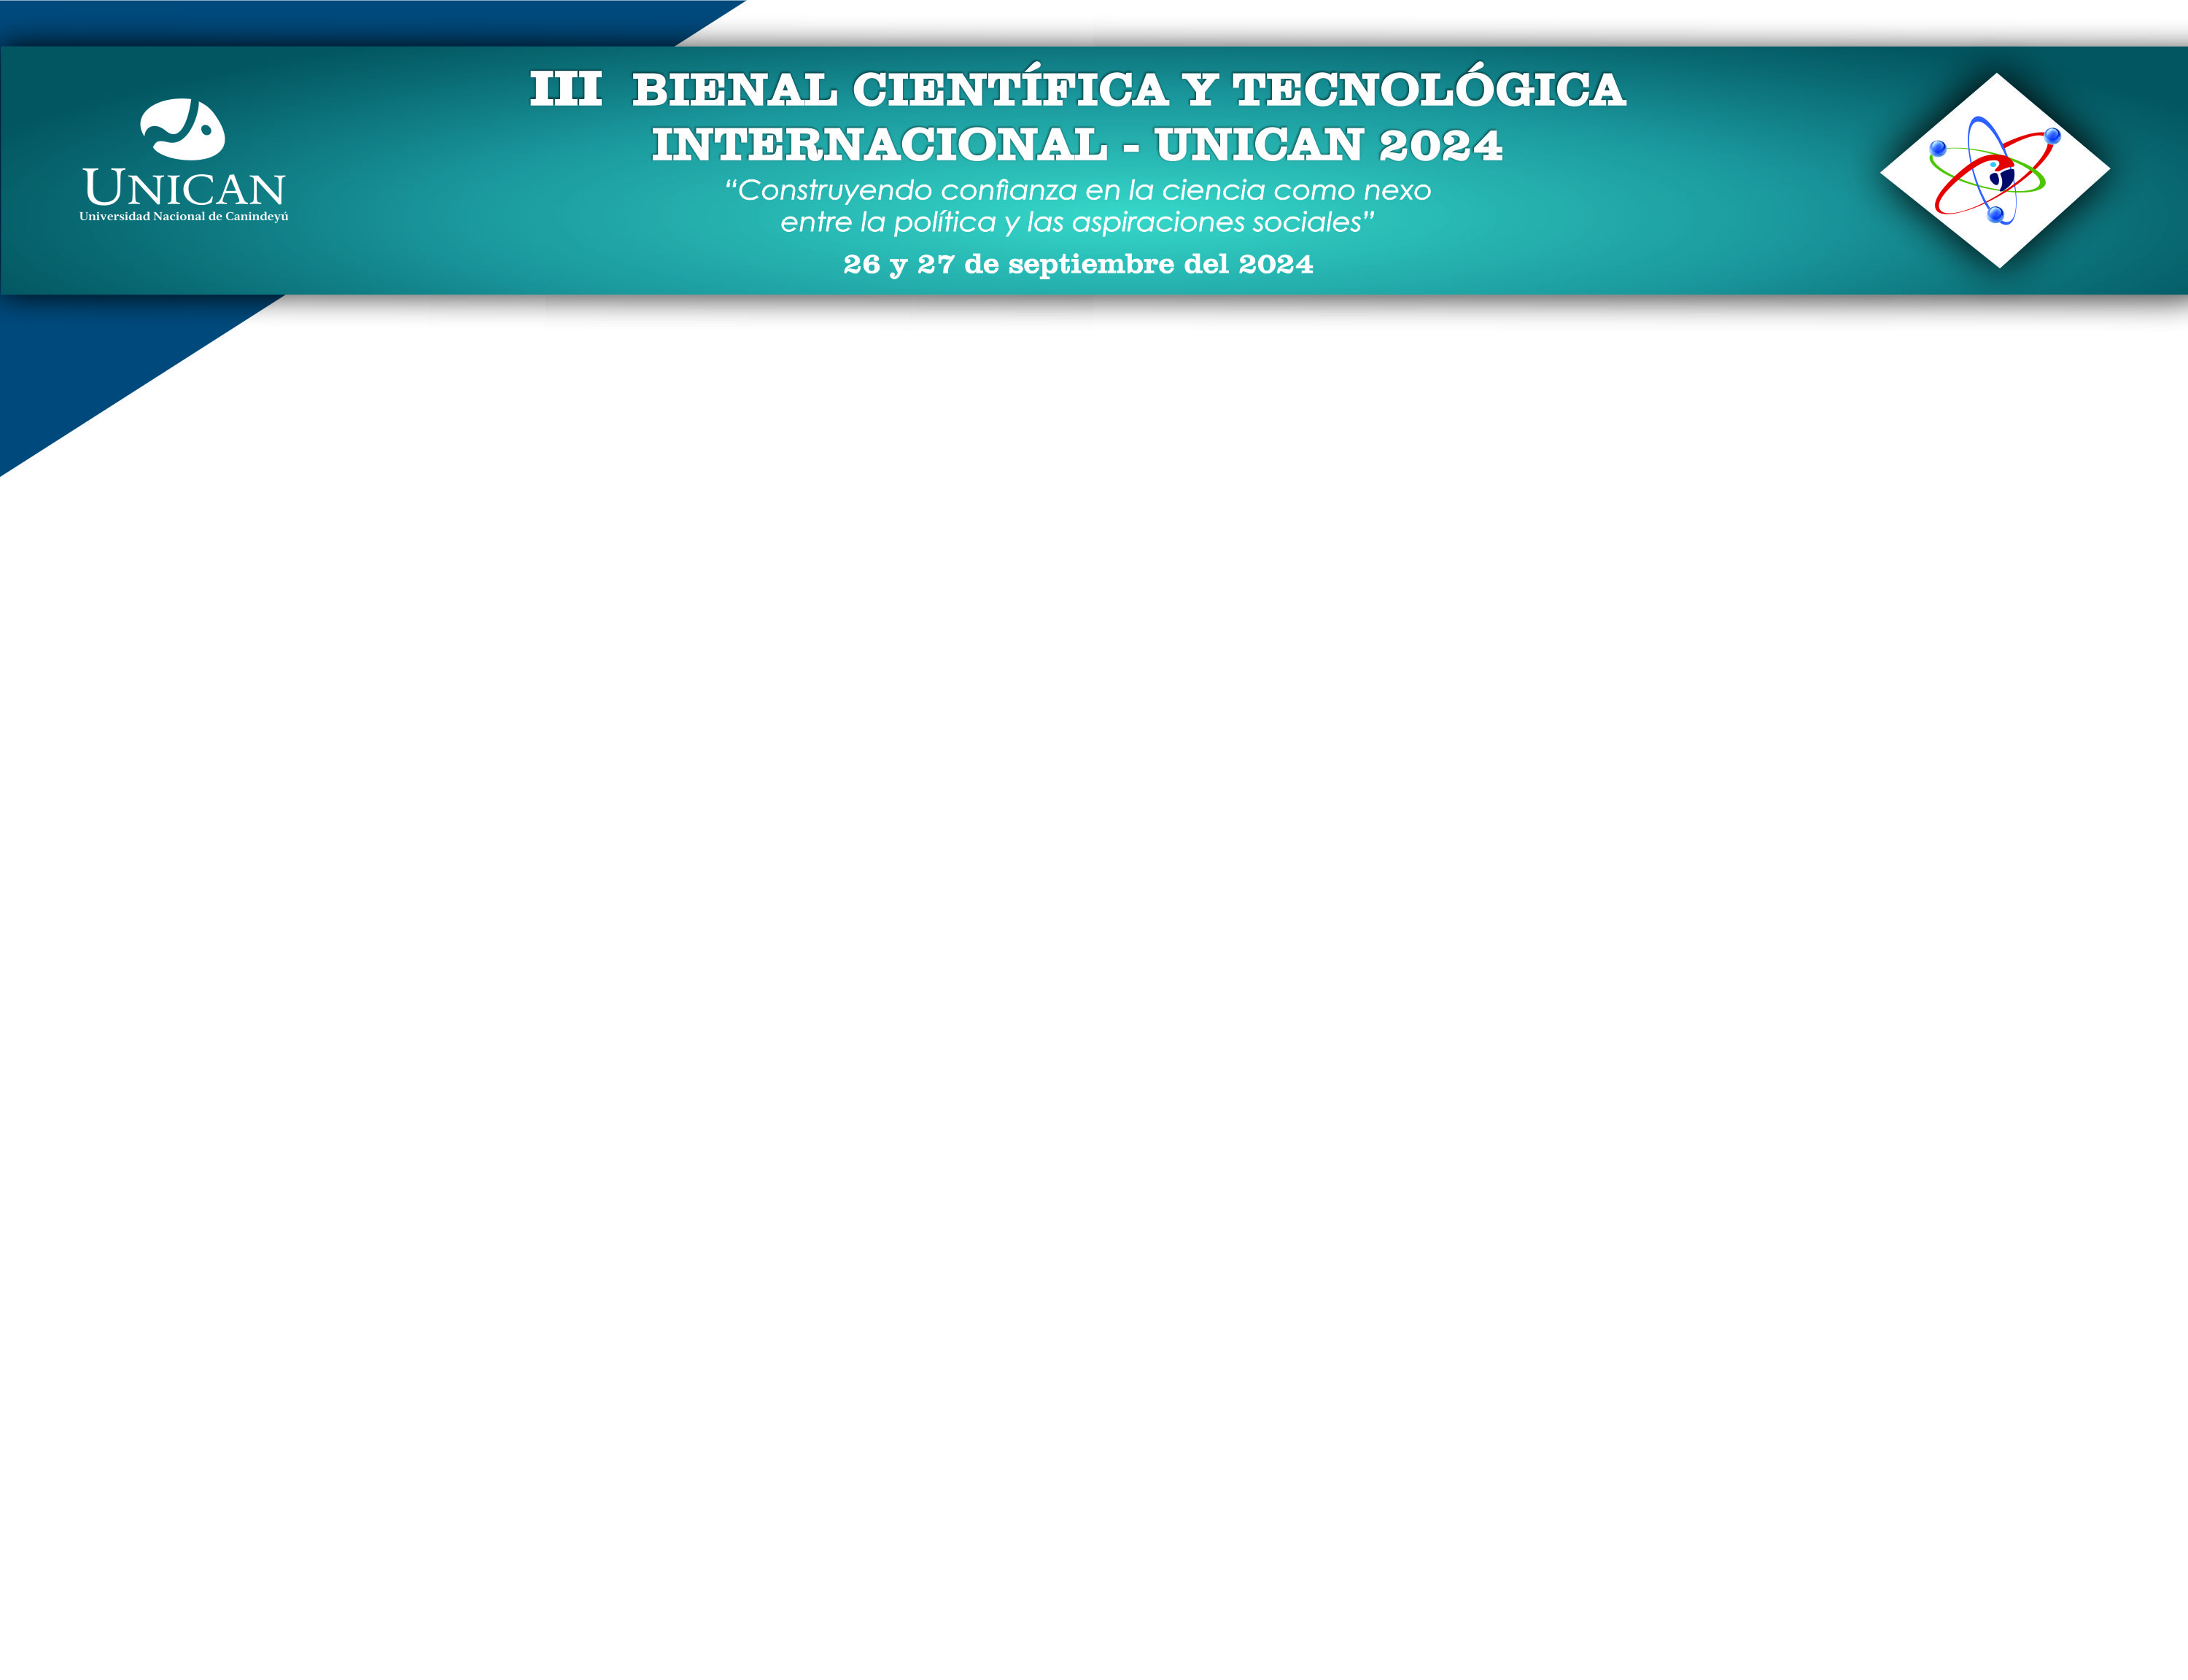 III BIENAL CIENTÍFICA Y TECNOLÓGICA
INTERNACIONAL - UNICAN 2024
“Construyendo confianza en la ciencia como nexo
entre la política y las aspiraciones sociales”
26 y 27 de septiembre del 2024
UNICAN
Universidad Nacional de Canindeyú